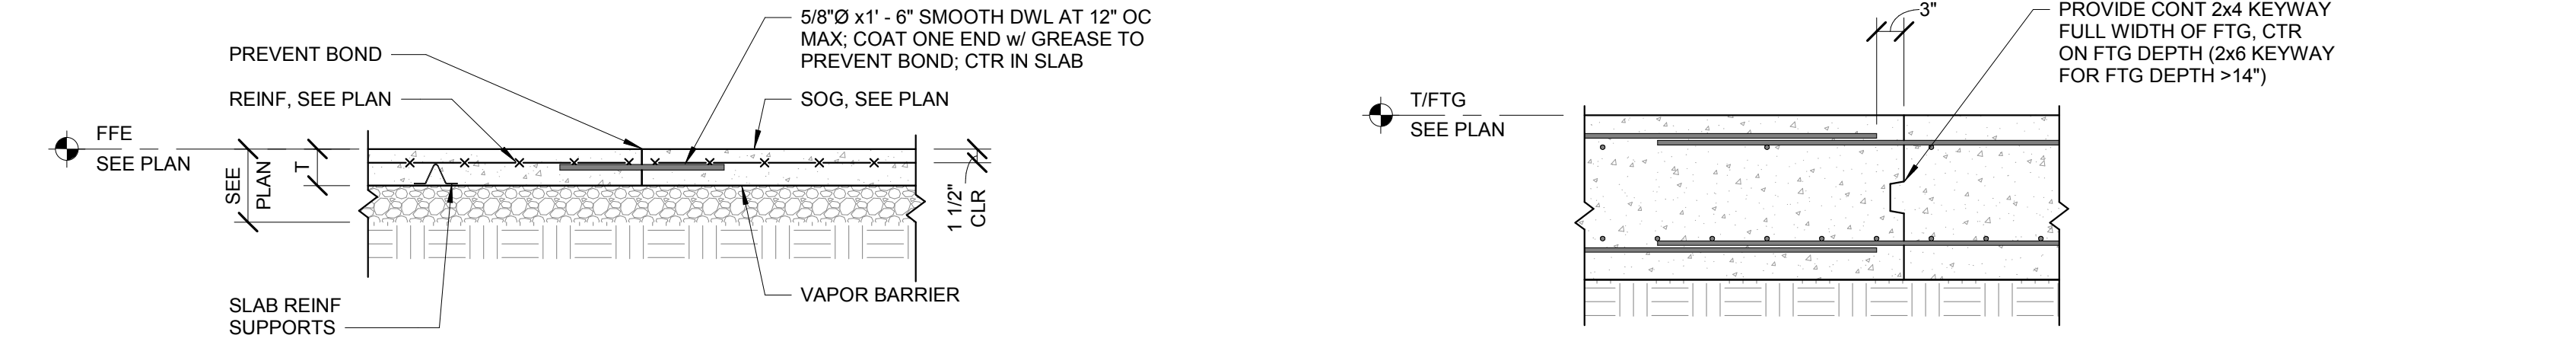 5/8"Ø x1' - 6" SMOOTH DWL AT 12" OC
MAX; COAT ONE END w/ GREASE TO
PREVENT BOND; CTR IN SLAB
PREVENT BOND
REINF, SEE PLAN
SOG, SEE PLAN
FFE
SEE PLAN
SEE
PLAN
T
1 1/2"
CLR
VAPOR BARRIER
SLAB REINF
SUPPORTS
3"
PROVIDE CONT 2x4 KEYWAY
FULL WIDTH OF FTG, CTR
ON FTG DEPTH (2x6 KEYWAY
FOR FTG DEPTH >14")
T/FTG
SEE PLAN